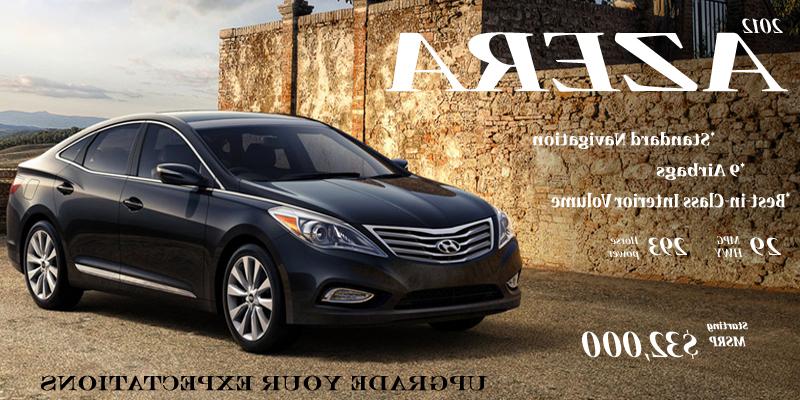 2012
AZERA
*Standard Navigation
*9 Airbags
*Best in-Class Interior Volume
29 MPG HWY 293 Horse power
Starting MSRP $32,000
UPGRADE YOUR EXPECTATIONS